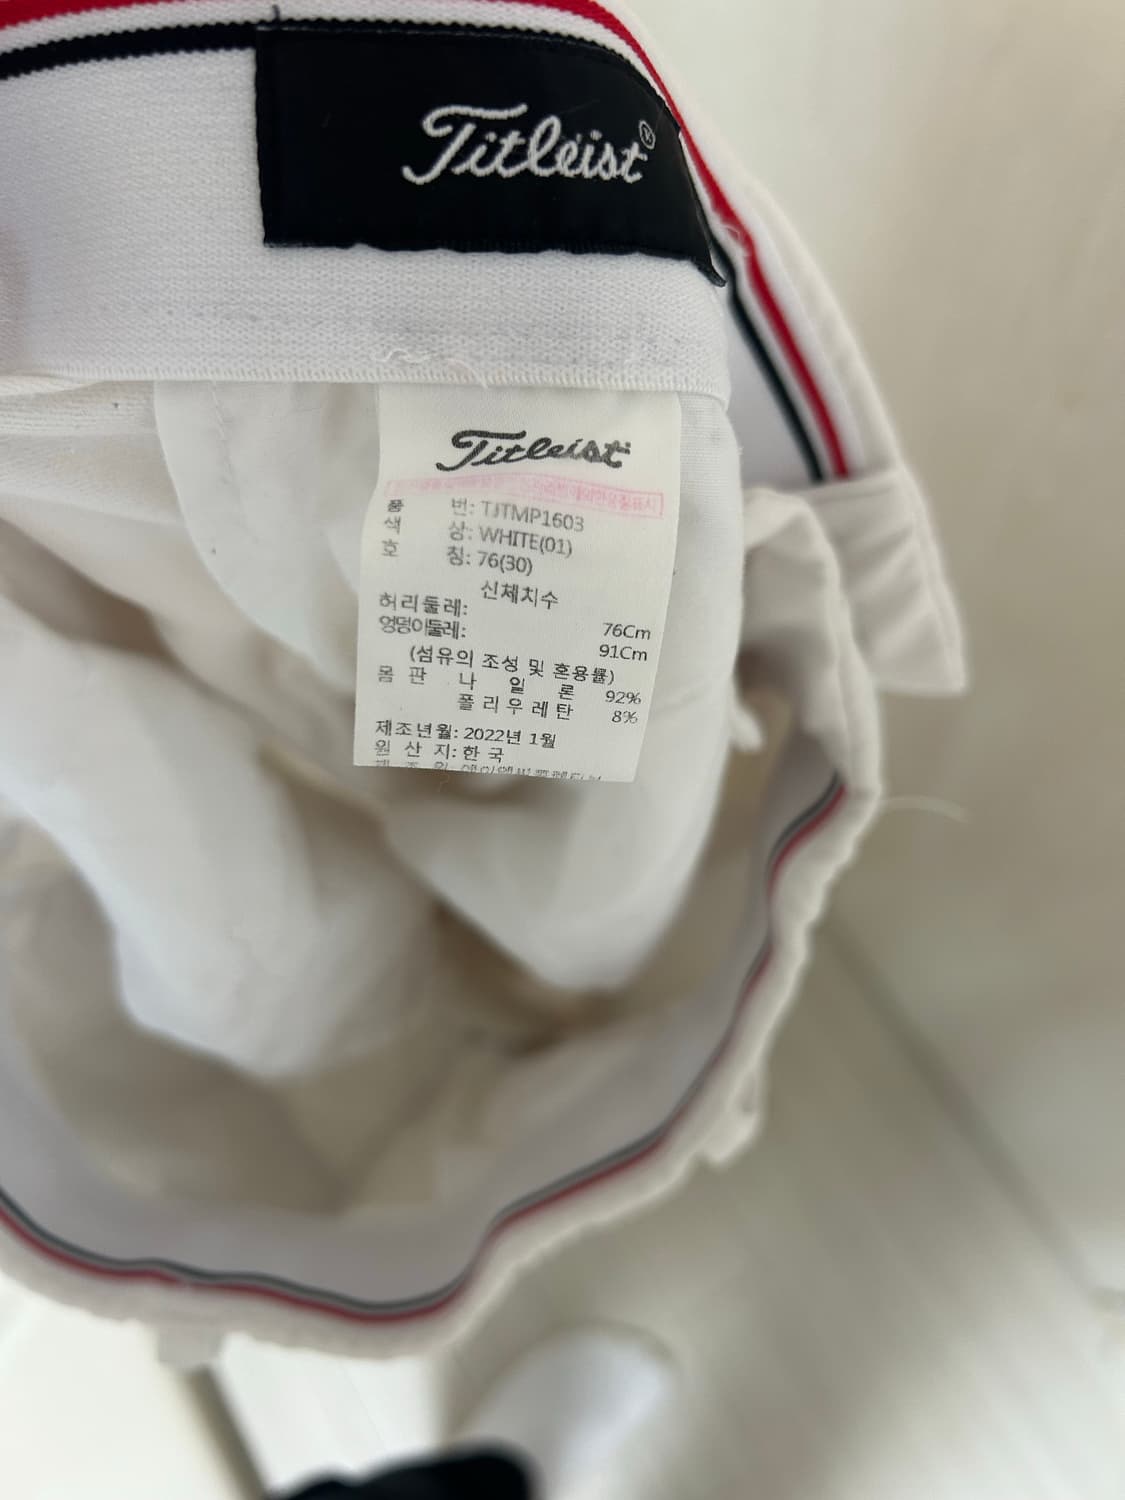 Titleist®
Titleist
품 번: TJTMP1603
색 상: WHITE(01)
호 칭: 76(30)
신체치수
허리둘레: 76Cm
엉덩이둘레: 91Cm
(섬유의 조성 및 혼용률)
몸 판 나 일 론 92%
폴리우레탄 8%
제조년월: 2022년 1월
원 산 지: 한 국